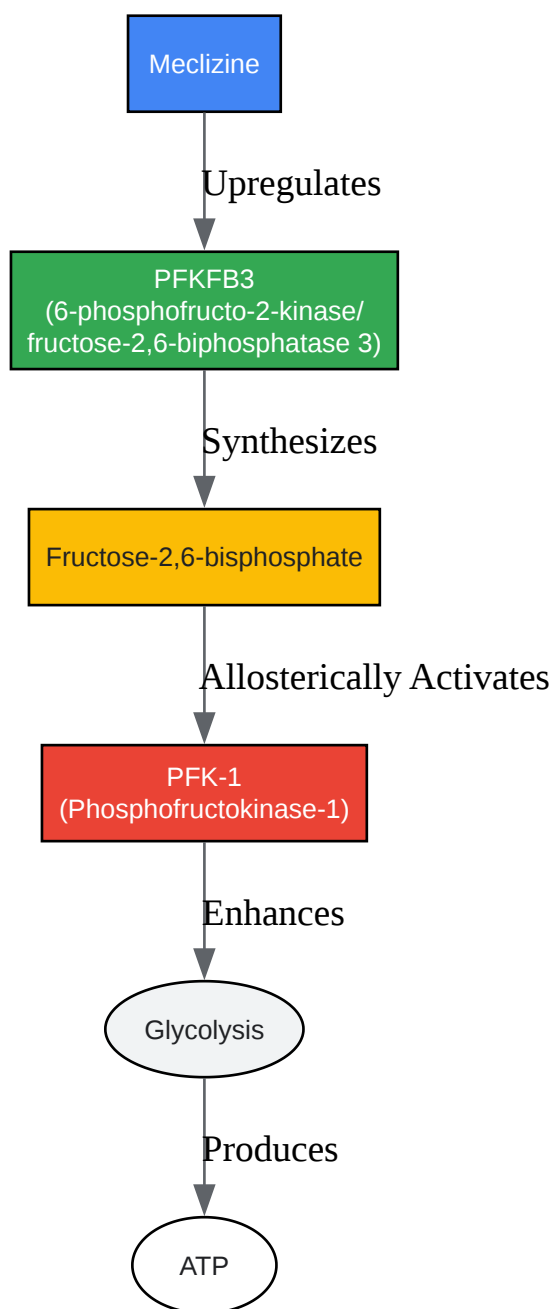 Meclizine
Upregulates
PFKFB3
(6-phosphofructo-2-kinase/
fructose-2,6-biphosphatase 3)
Synthesizes
Fructose-2,6-bisphosphate
Allosterically Activates
PFK-1
(Phosphofructokinase-1)
Enhances
Glycolysis
Produces
ATP